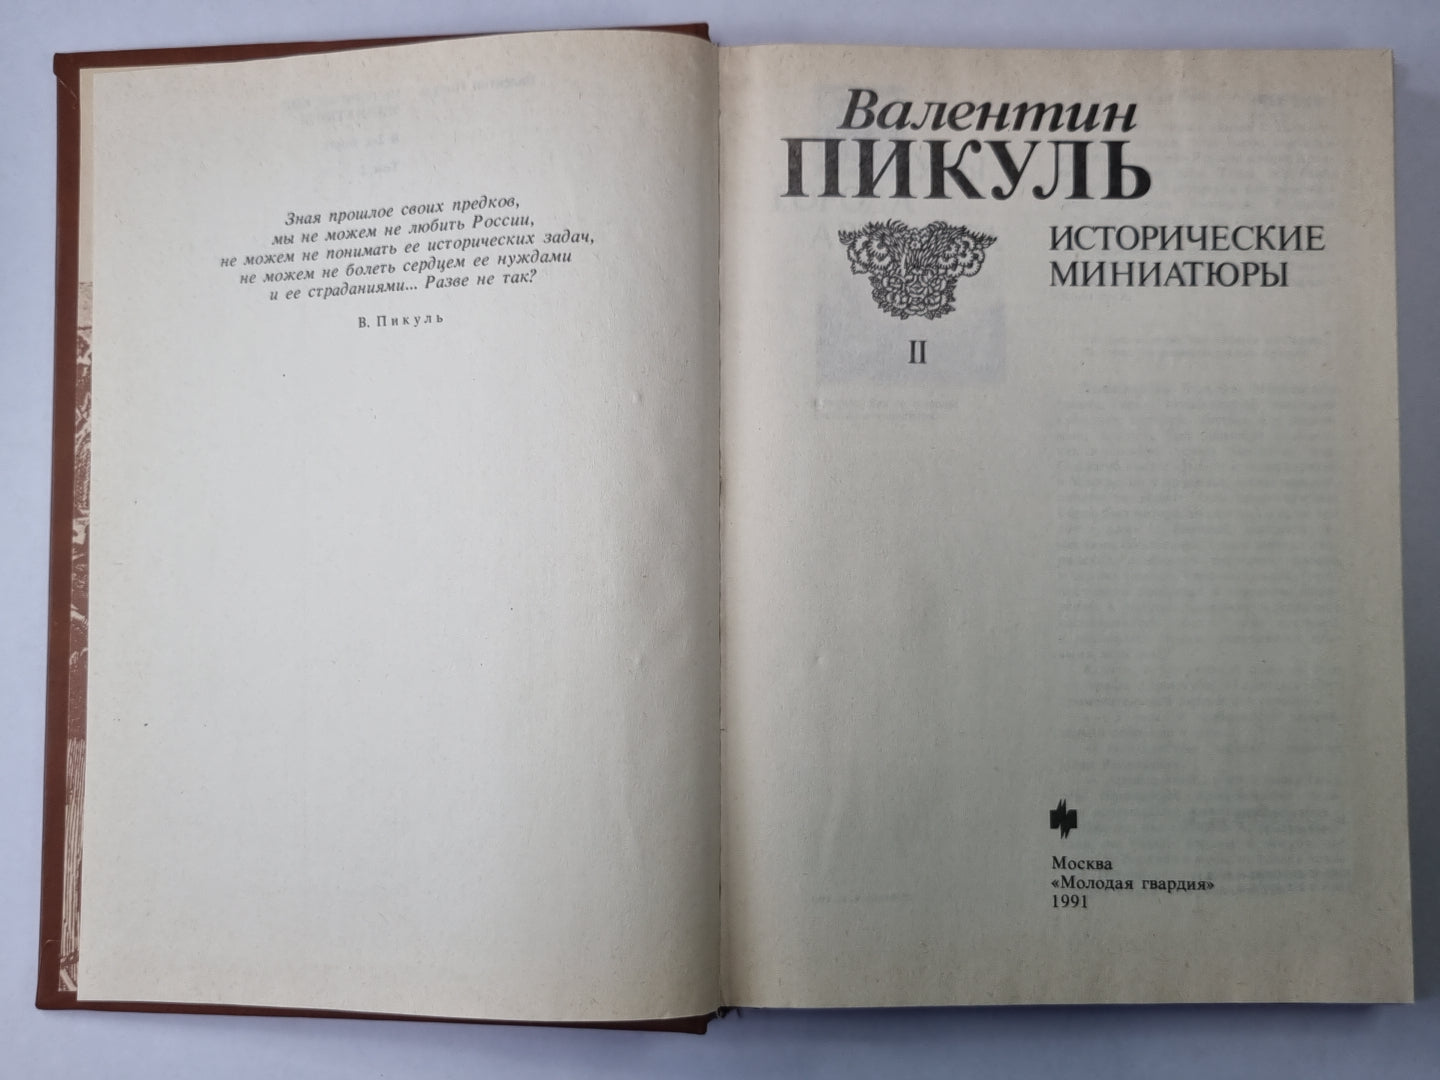 Зная прошлое своих предков,
мы не можем не любить России,
не можем не понимать ее исторических задач,
не можем не болеть сердцем ее нуждами
и ее страданиями... Разве не так?
В. Пикуль
Валентин
ПИКУЛЬ
ИСТОРИЧЕСКИЕ
МИНИАТЮРЫ
II
Москва
«Молодая гвардия»
1991